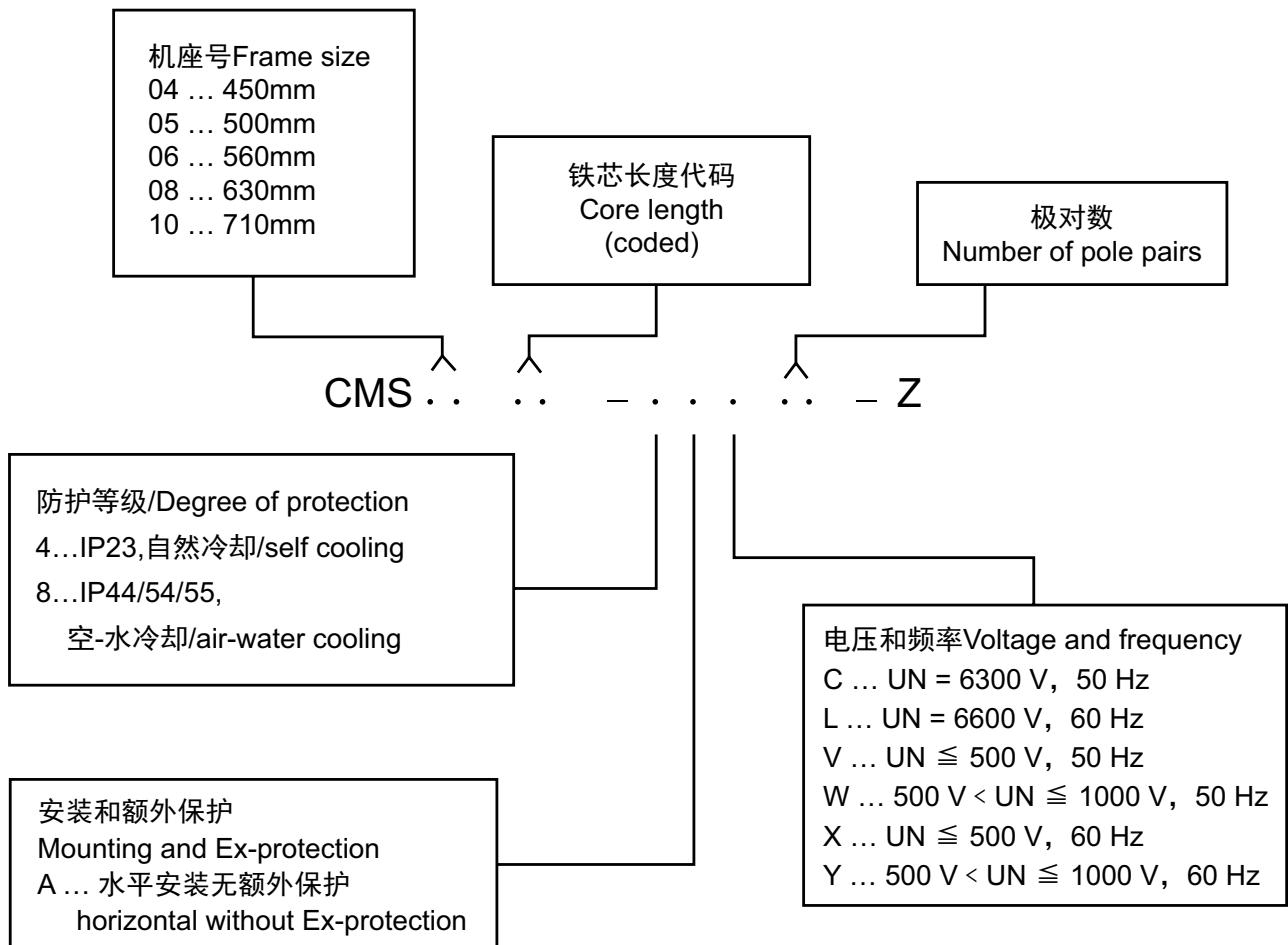 机座号Frame size
04 … 450mm
05 … 500mm
06 … 560mm
08 … 630mm
10 … 710mm
铁芯长度代码
Core length
(coded)
极对数
Number of pole pairs
CMS . . . . – . . . . . – Z
防护等级/Degree of protection
4…IP23,自然冷却/self cooling
8…IP44/54/55,
空-水冷却/air-water cooling
电压和频率Voltage and frequency
C … UN = 6300 V, 50 Hz
L … UN = 6600 V, 60 Hz
V … UN ≦ 500 V, 50 Hz
W … 500 V < UN ≦ 1000 V, 50 Hz
X … UN ≦ 500 V, 60 Hz
Y … 500 V < UN ≦ 1000 V, 60 Hz
安装和额外保护
Mounting and Ex-protection
A … 水平安装无额外保护
horizontal without Ex-protection